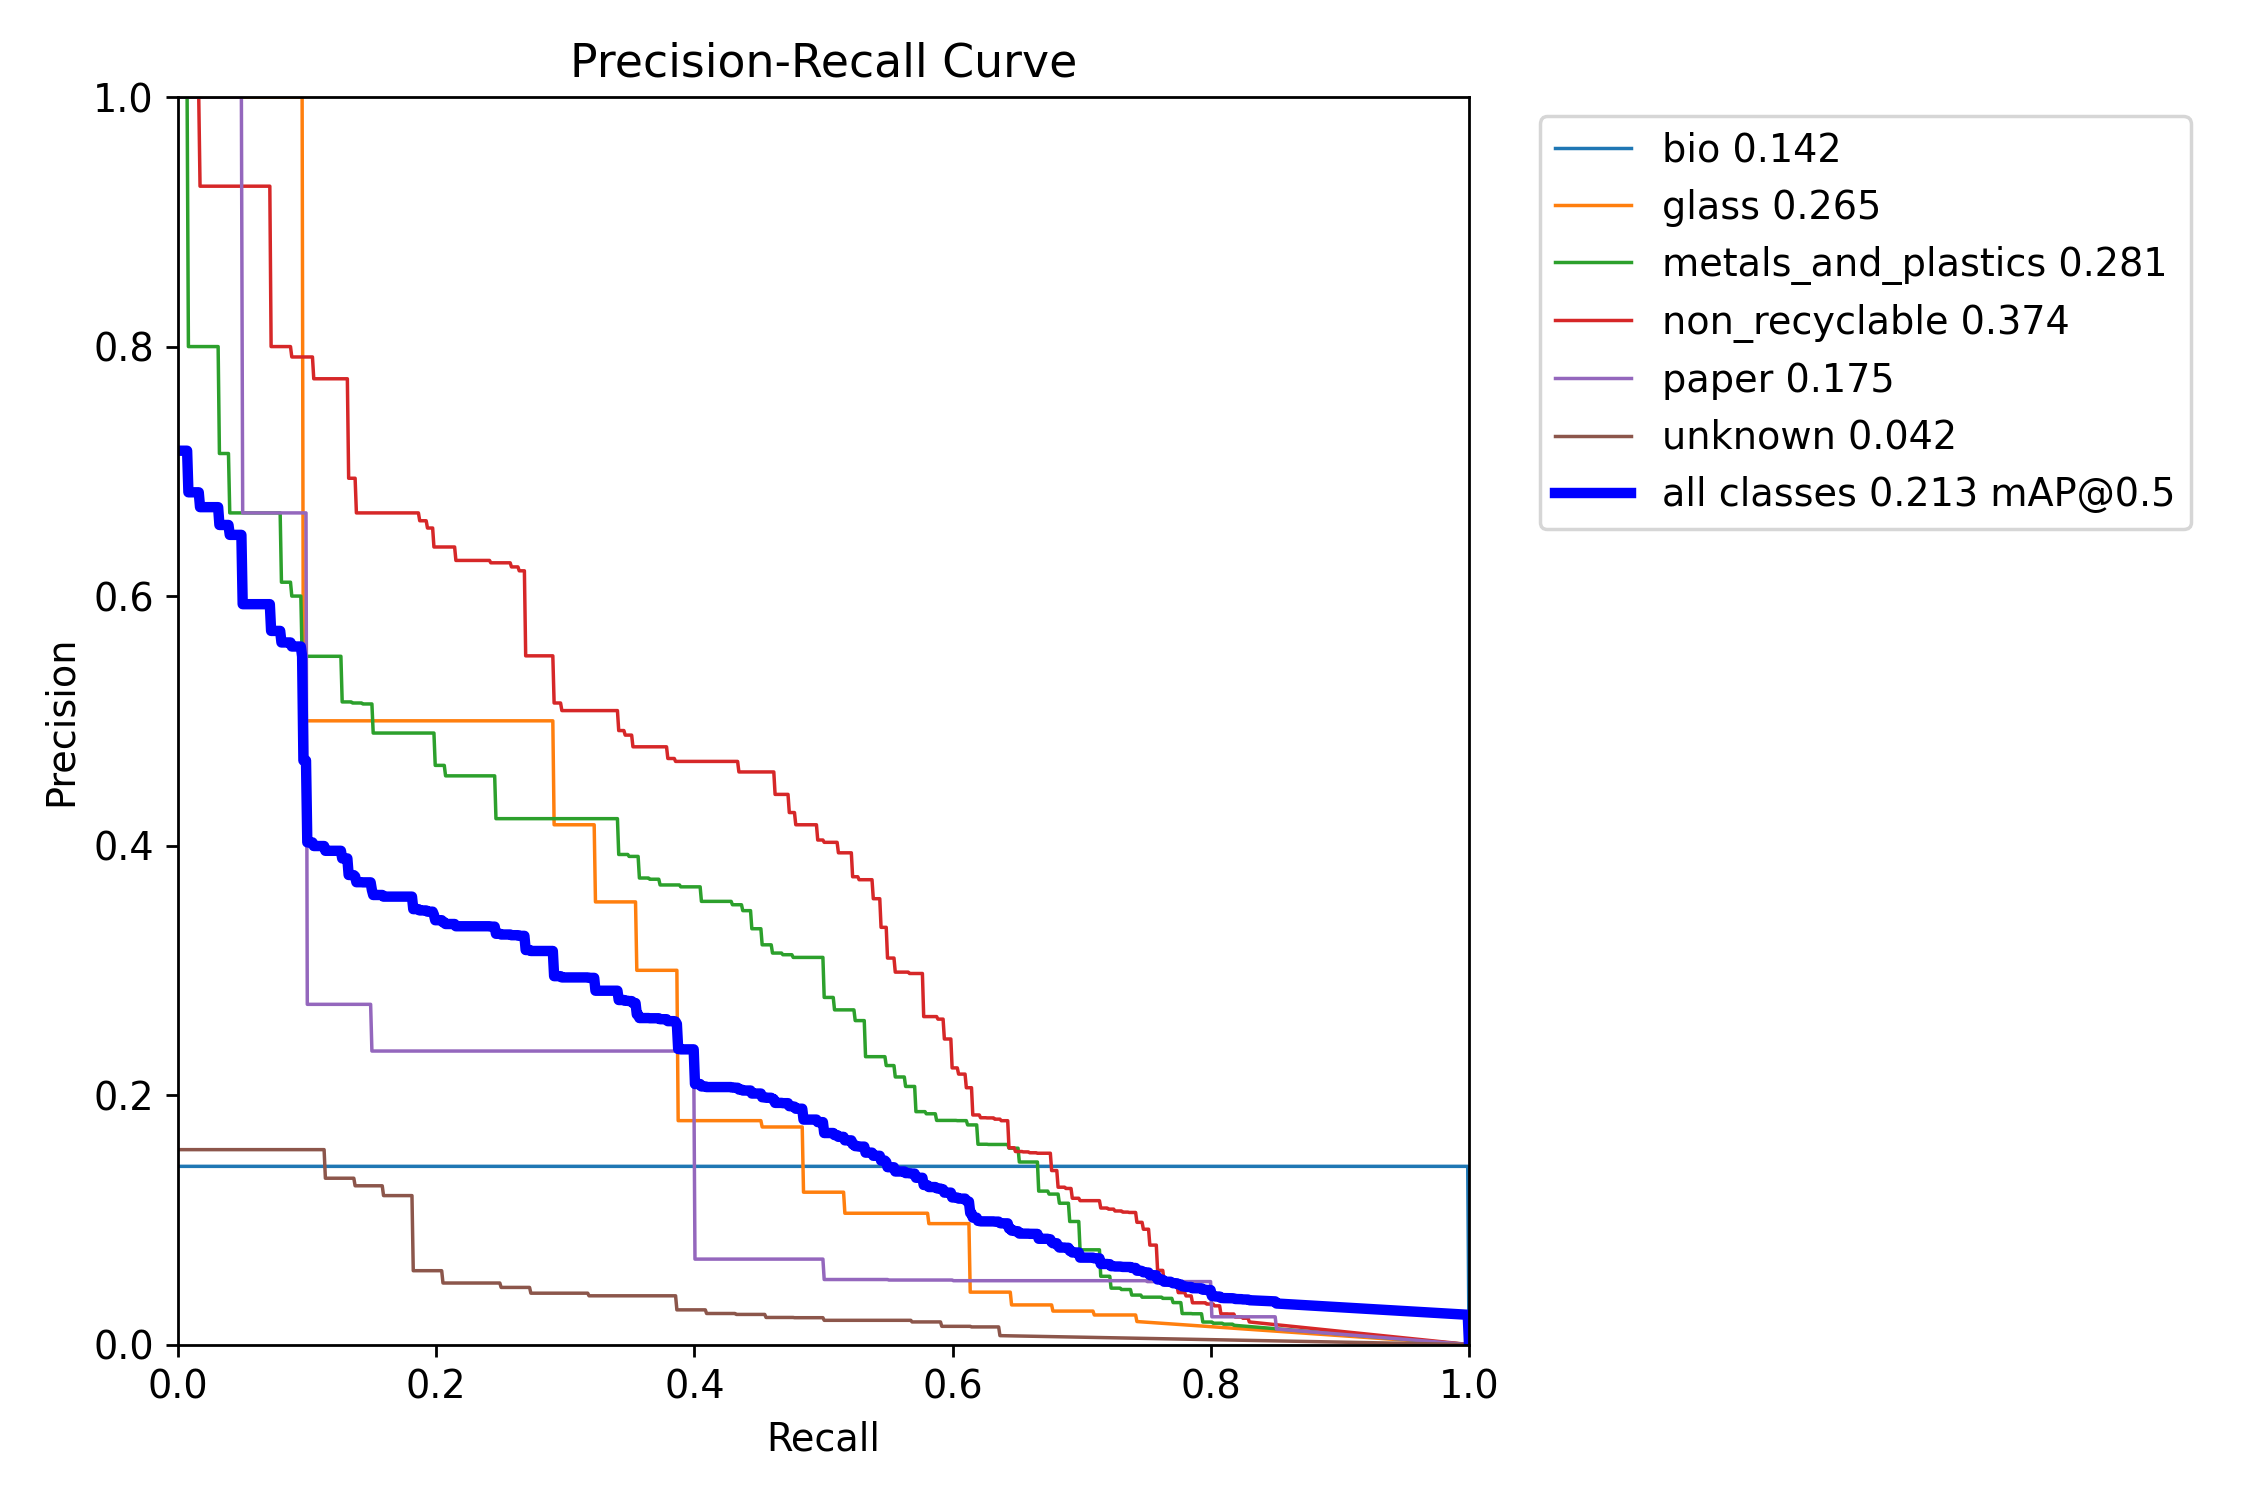 Precision-Recall Curve
1.0
0.8
0.6
0.4
0.2
0.0
Precision
0.0 0.2 0.4 0.6 0.8 1.0
Recall
bio 0.142
glass 0.265
metals_and_plastics 0.281
non_recyclable 0.374
paper 0.175
unknown 0.042
all classes 0.213 mAP@0.5